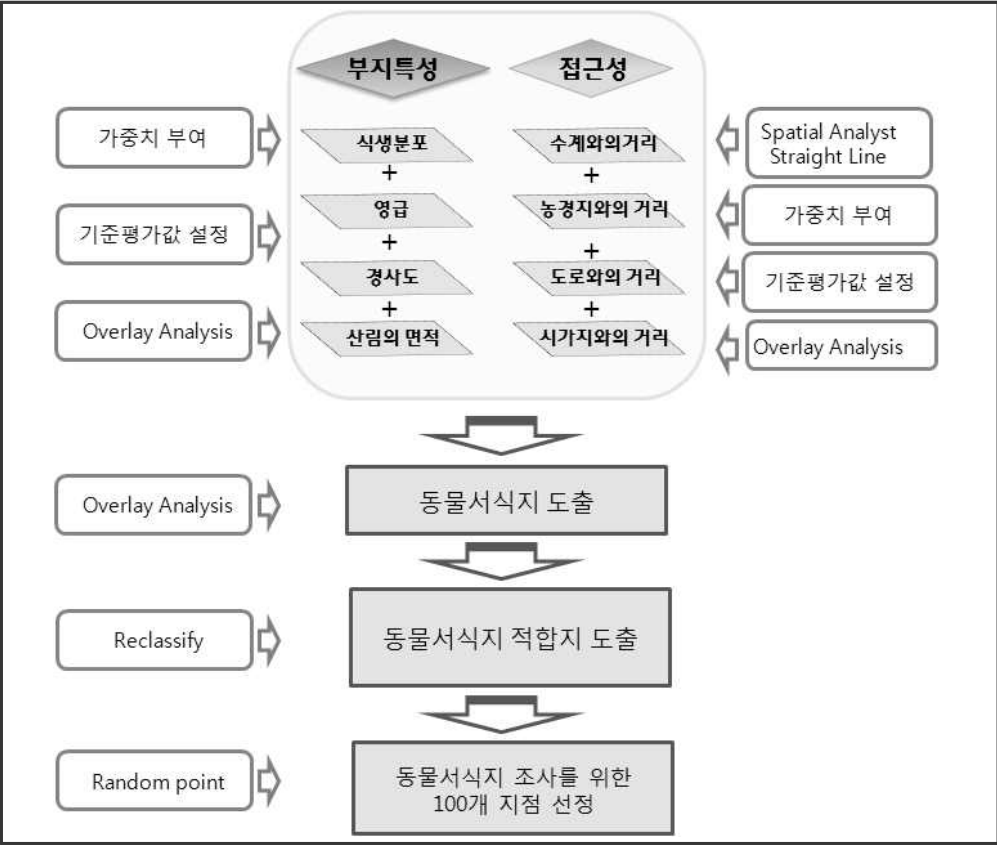 부지특성
접근성
가중치 부여
식생분포
수계와의거리
Spatial Analyst
Straight Line
+
+
기준평가값 설정
영급
농경지와의 거리
가중치 부여
+
+
경사도
도로와의 거리
기준평가값 설정
+
+
Overlay Analysis
산림의 면적
시가지와의 거리
Overlay Analysis
Overlay Analysis
동물서식지 도출
Reclassify
동물서식지 적합지 도출
Random point
동물서식지 조사를 위한
100개 지점 선정